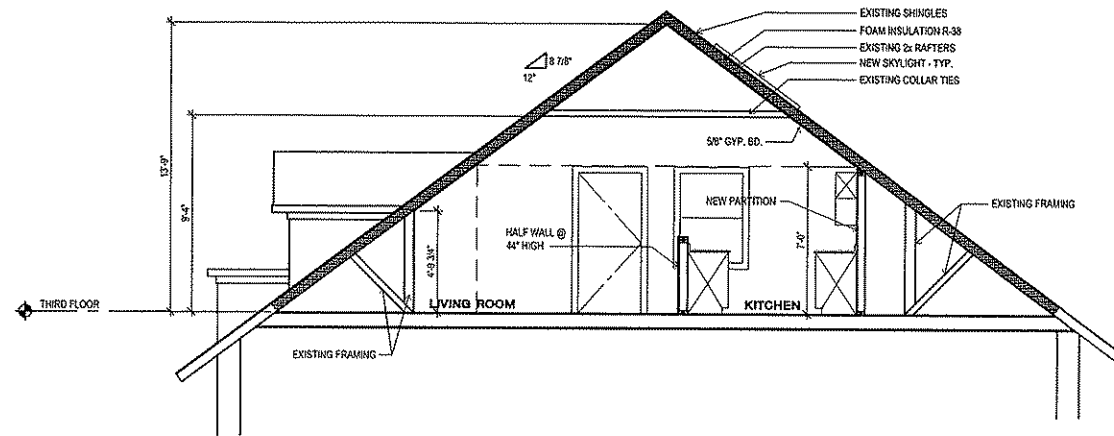 EXISTING SHINGLES
FOAM INSULATION R-38
EXISTING 2x RAFTERS
NEW SKYLIGHT - TYP.
EXISTING COLLAR TIES
8 7/8"
12"
5/8" GYP. BD.
13'-9"
9'-4"
NEW PARTITION
EXISTING FRAMING
HALF WALL @
44" HIGH
4'-9 3/4"
7'-0"
THIRD FLOOR
LIVING ROOM
KITCHEN
EXISTING FRAMING